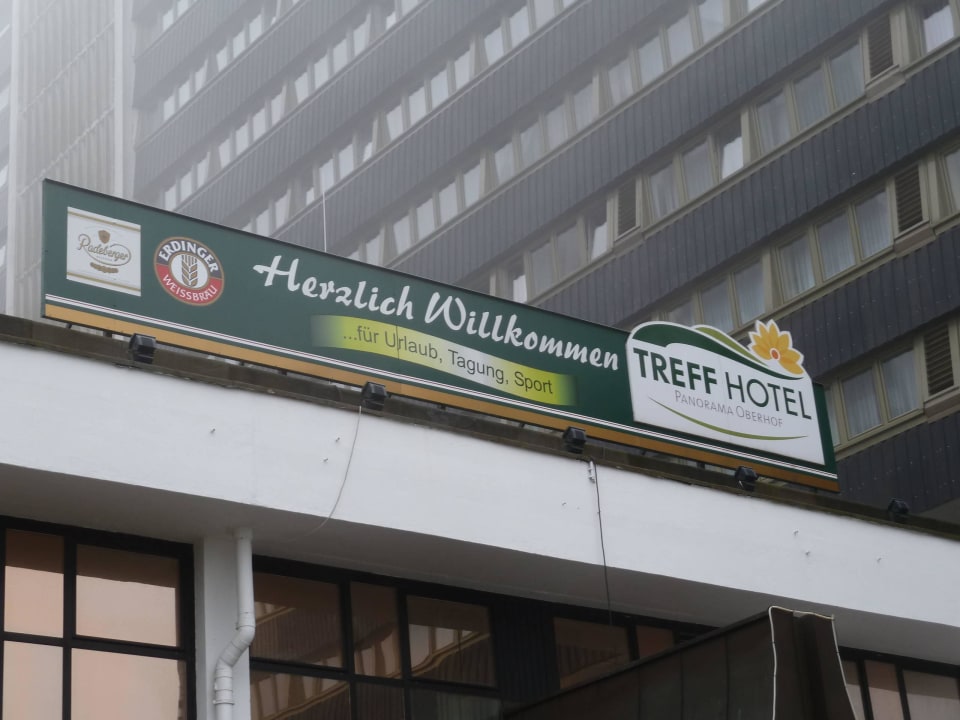 Radeberger
ERDINGER
WEISSBRÄU
Herzlich Willkommen
...für Urlaub, Tagung, Sport
TREFF HOTEL
PANORAMA OBERHOF